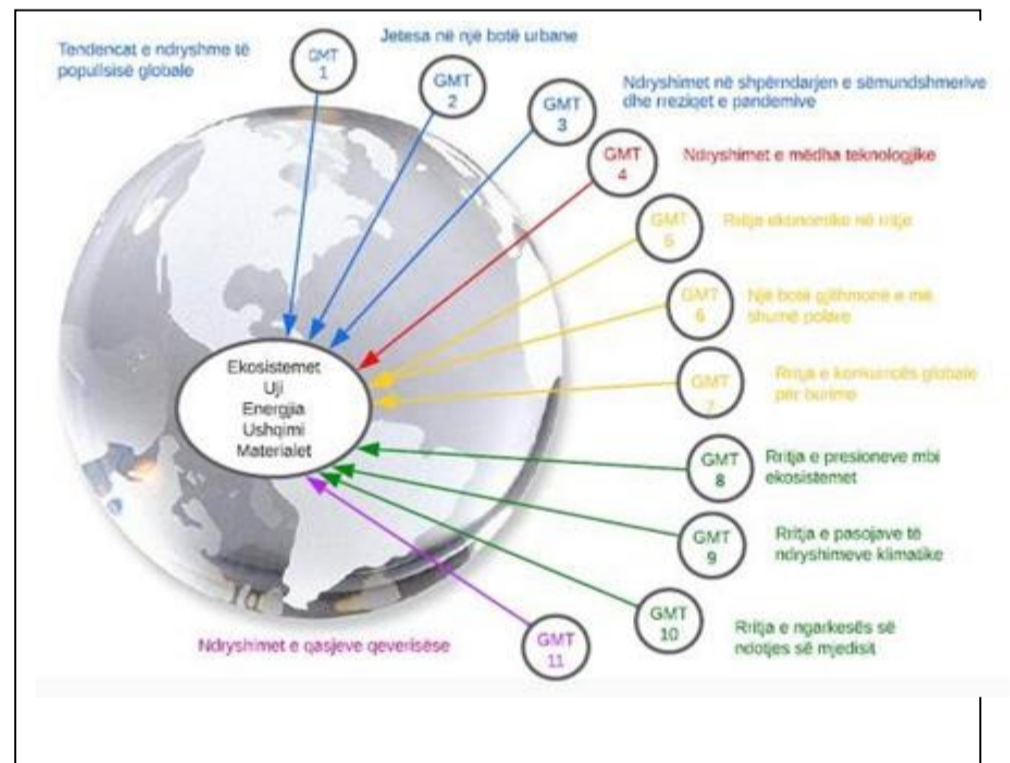 Tendencat e ndryshme të
popullsisë globale
GMT
1
Jetesa në një botë urbane
GMT
2
Ndryshimet në shpërndarjen e sëmundshmerive
dhe rreziqet e pandemive
GMT
3
Ndryshimet e mëdha teknologjike
GMT
4
Rritja ekonomike në rritje
GMT
5
Një botë gjithmonë e më
shumë polare
GMT
6
Rritja e konkurrcës globale
për burime
GMT
7
Ekosistemet
Uji
Energjia
Ushqimi
Materialet
Rritja e presioneve mbi
ekosistemet
GMT
8
Rritja e pasojave të
ndryshimeve klimatike
GMT
9
Rritja e ngarkesës së
ndotjes së mjedisit
GMT
10
Ndryshimet e qasjeve qeverisëse
GMT
11